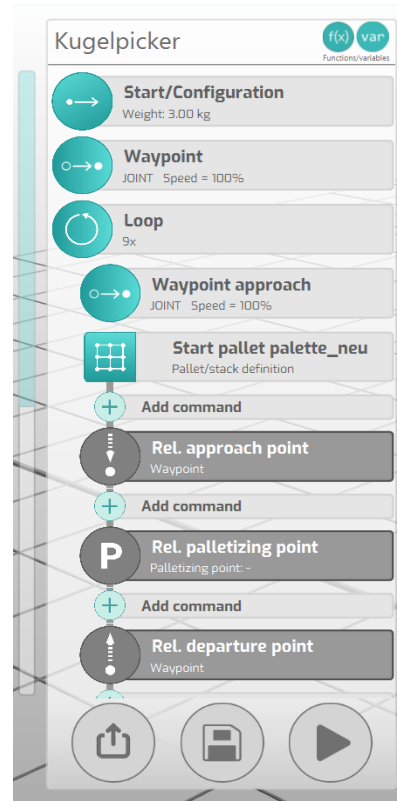 Kugelpicker
f(x) var
Functions/variables
Start/Configuration
Weight: 3.00 kg
Waypoint
JOINT Speed = 100%
Loop
9x
Waypoint approach
JOINT Speed = 100%
Start pallet palette_neu
Pallet/stack definition
Add command
Rel. approach point
Waypoint
Add command
P
Rel. palletizing point
Palletizing point: -
Add command
Rel. departure point
Waypoint